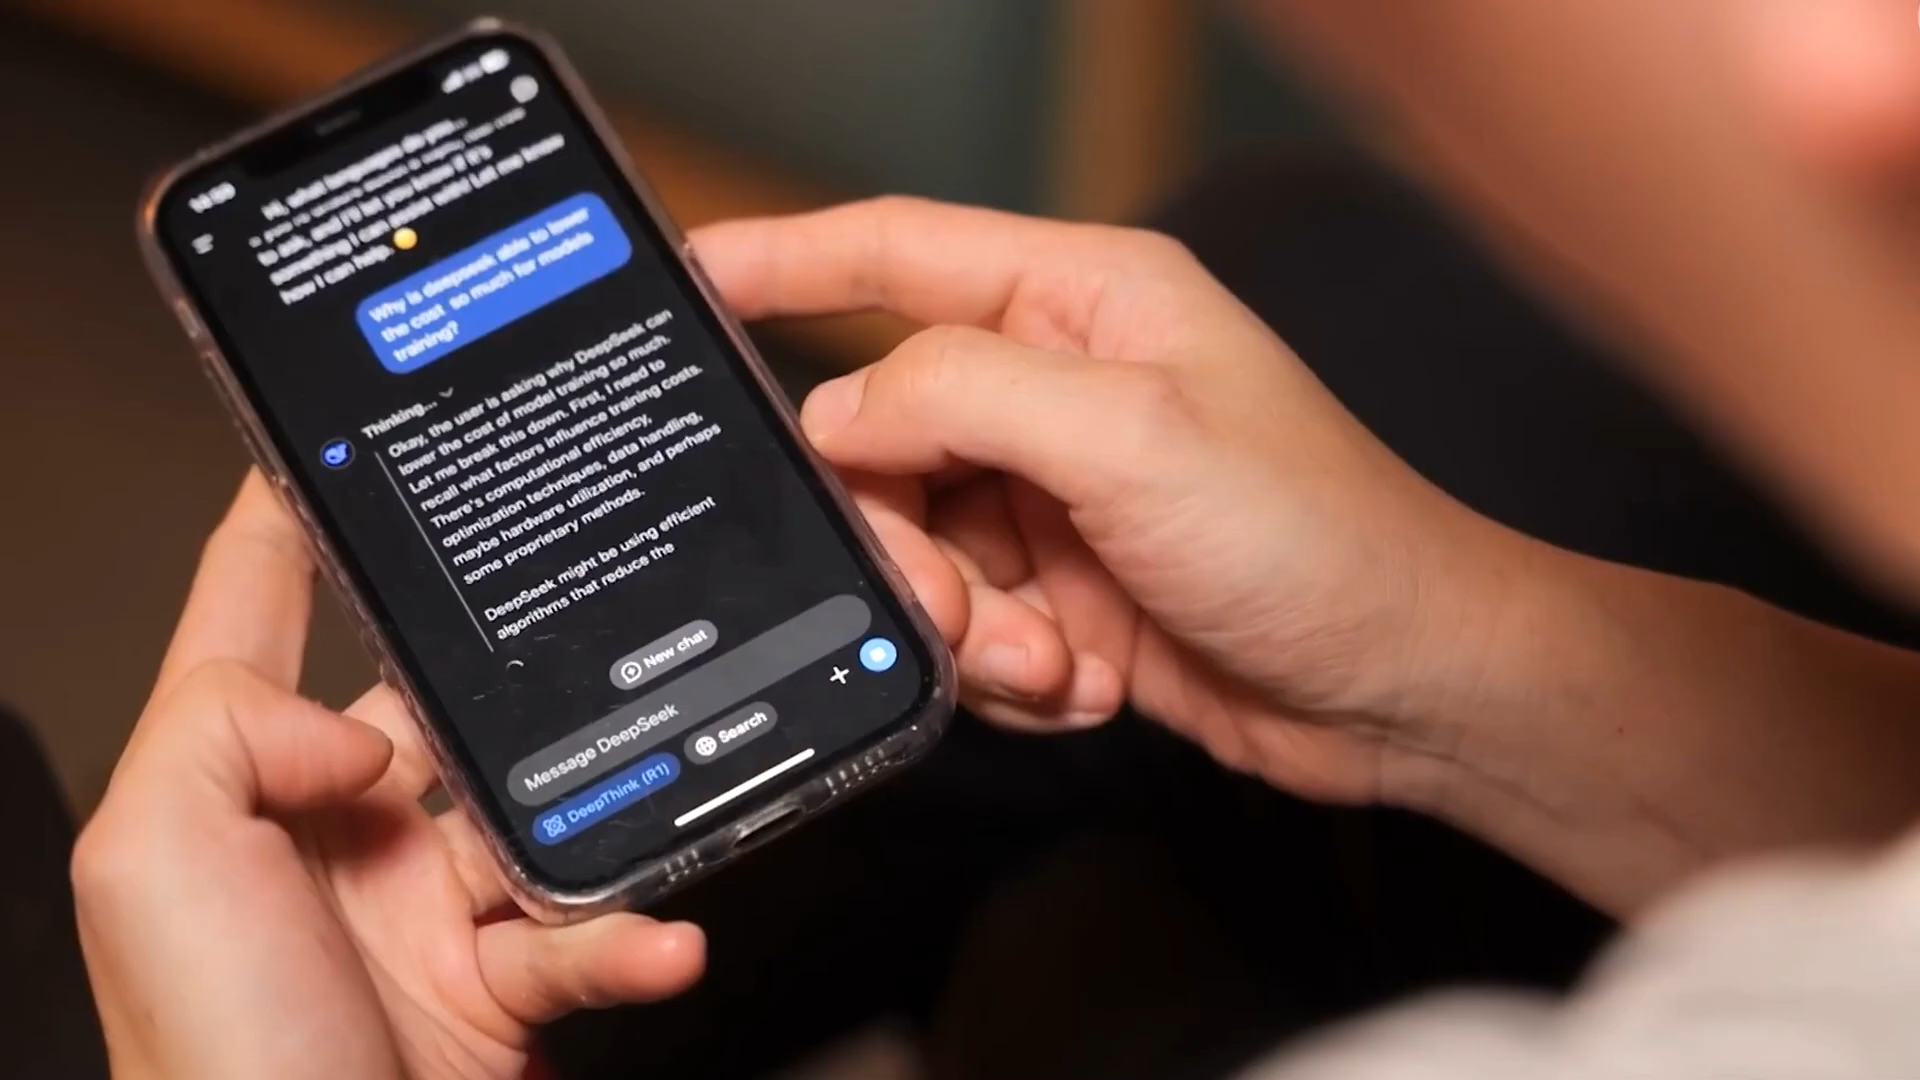 Hi, what languages do you...
to ask, and I'll let you know if it's
something I can assist with! Let me know
how I can help.
Why is deepseek able to lower
the cost so much for models
training?
Thinking...
Okay, the user is asking why DeepSeek can
lower the cost of model training so much.
Let me break this down. First, I need to
recall what factors influence training costs.
There's computational efficiency,
optimization techniques, data handling,
maybe hardware utilization, and perhaps
some proprietary methods.
DeepSeek might be using efficient
algorithms that reduce the
New chat
Message DeepSeek
DeepThink (R1)
Search